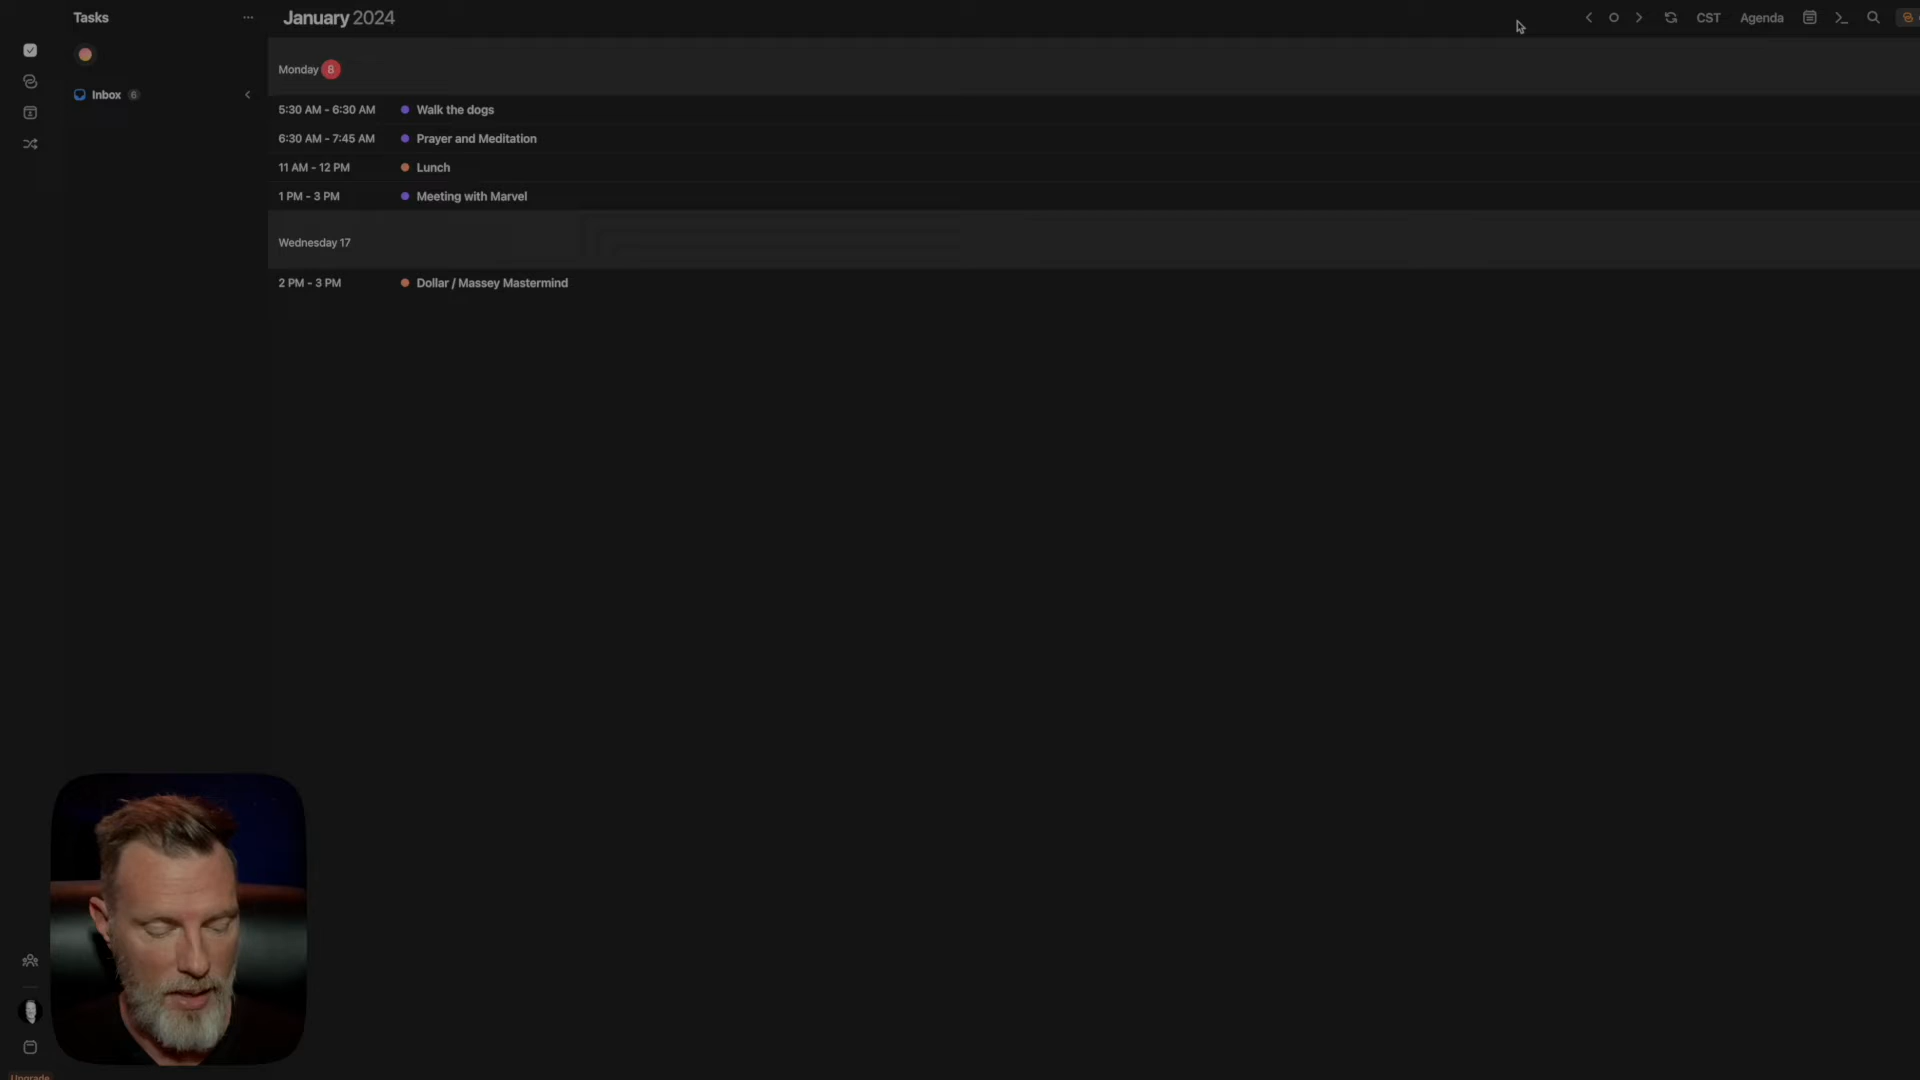 Tasks
January 2024
CST
Agenda
Inbox 6
Monday 8
5:30 AM - 6:30 AM Walk the dogs
6:30 AM - 7:45 AM Prayer and Meditation
11 AM - 12 PM Lunch
1 PM - 3 PM Meeting with Marvel
Wednesday 17
2 PM - 3 PM Dollar / Massey Mastermind
Upgrade